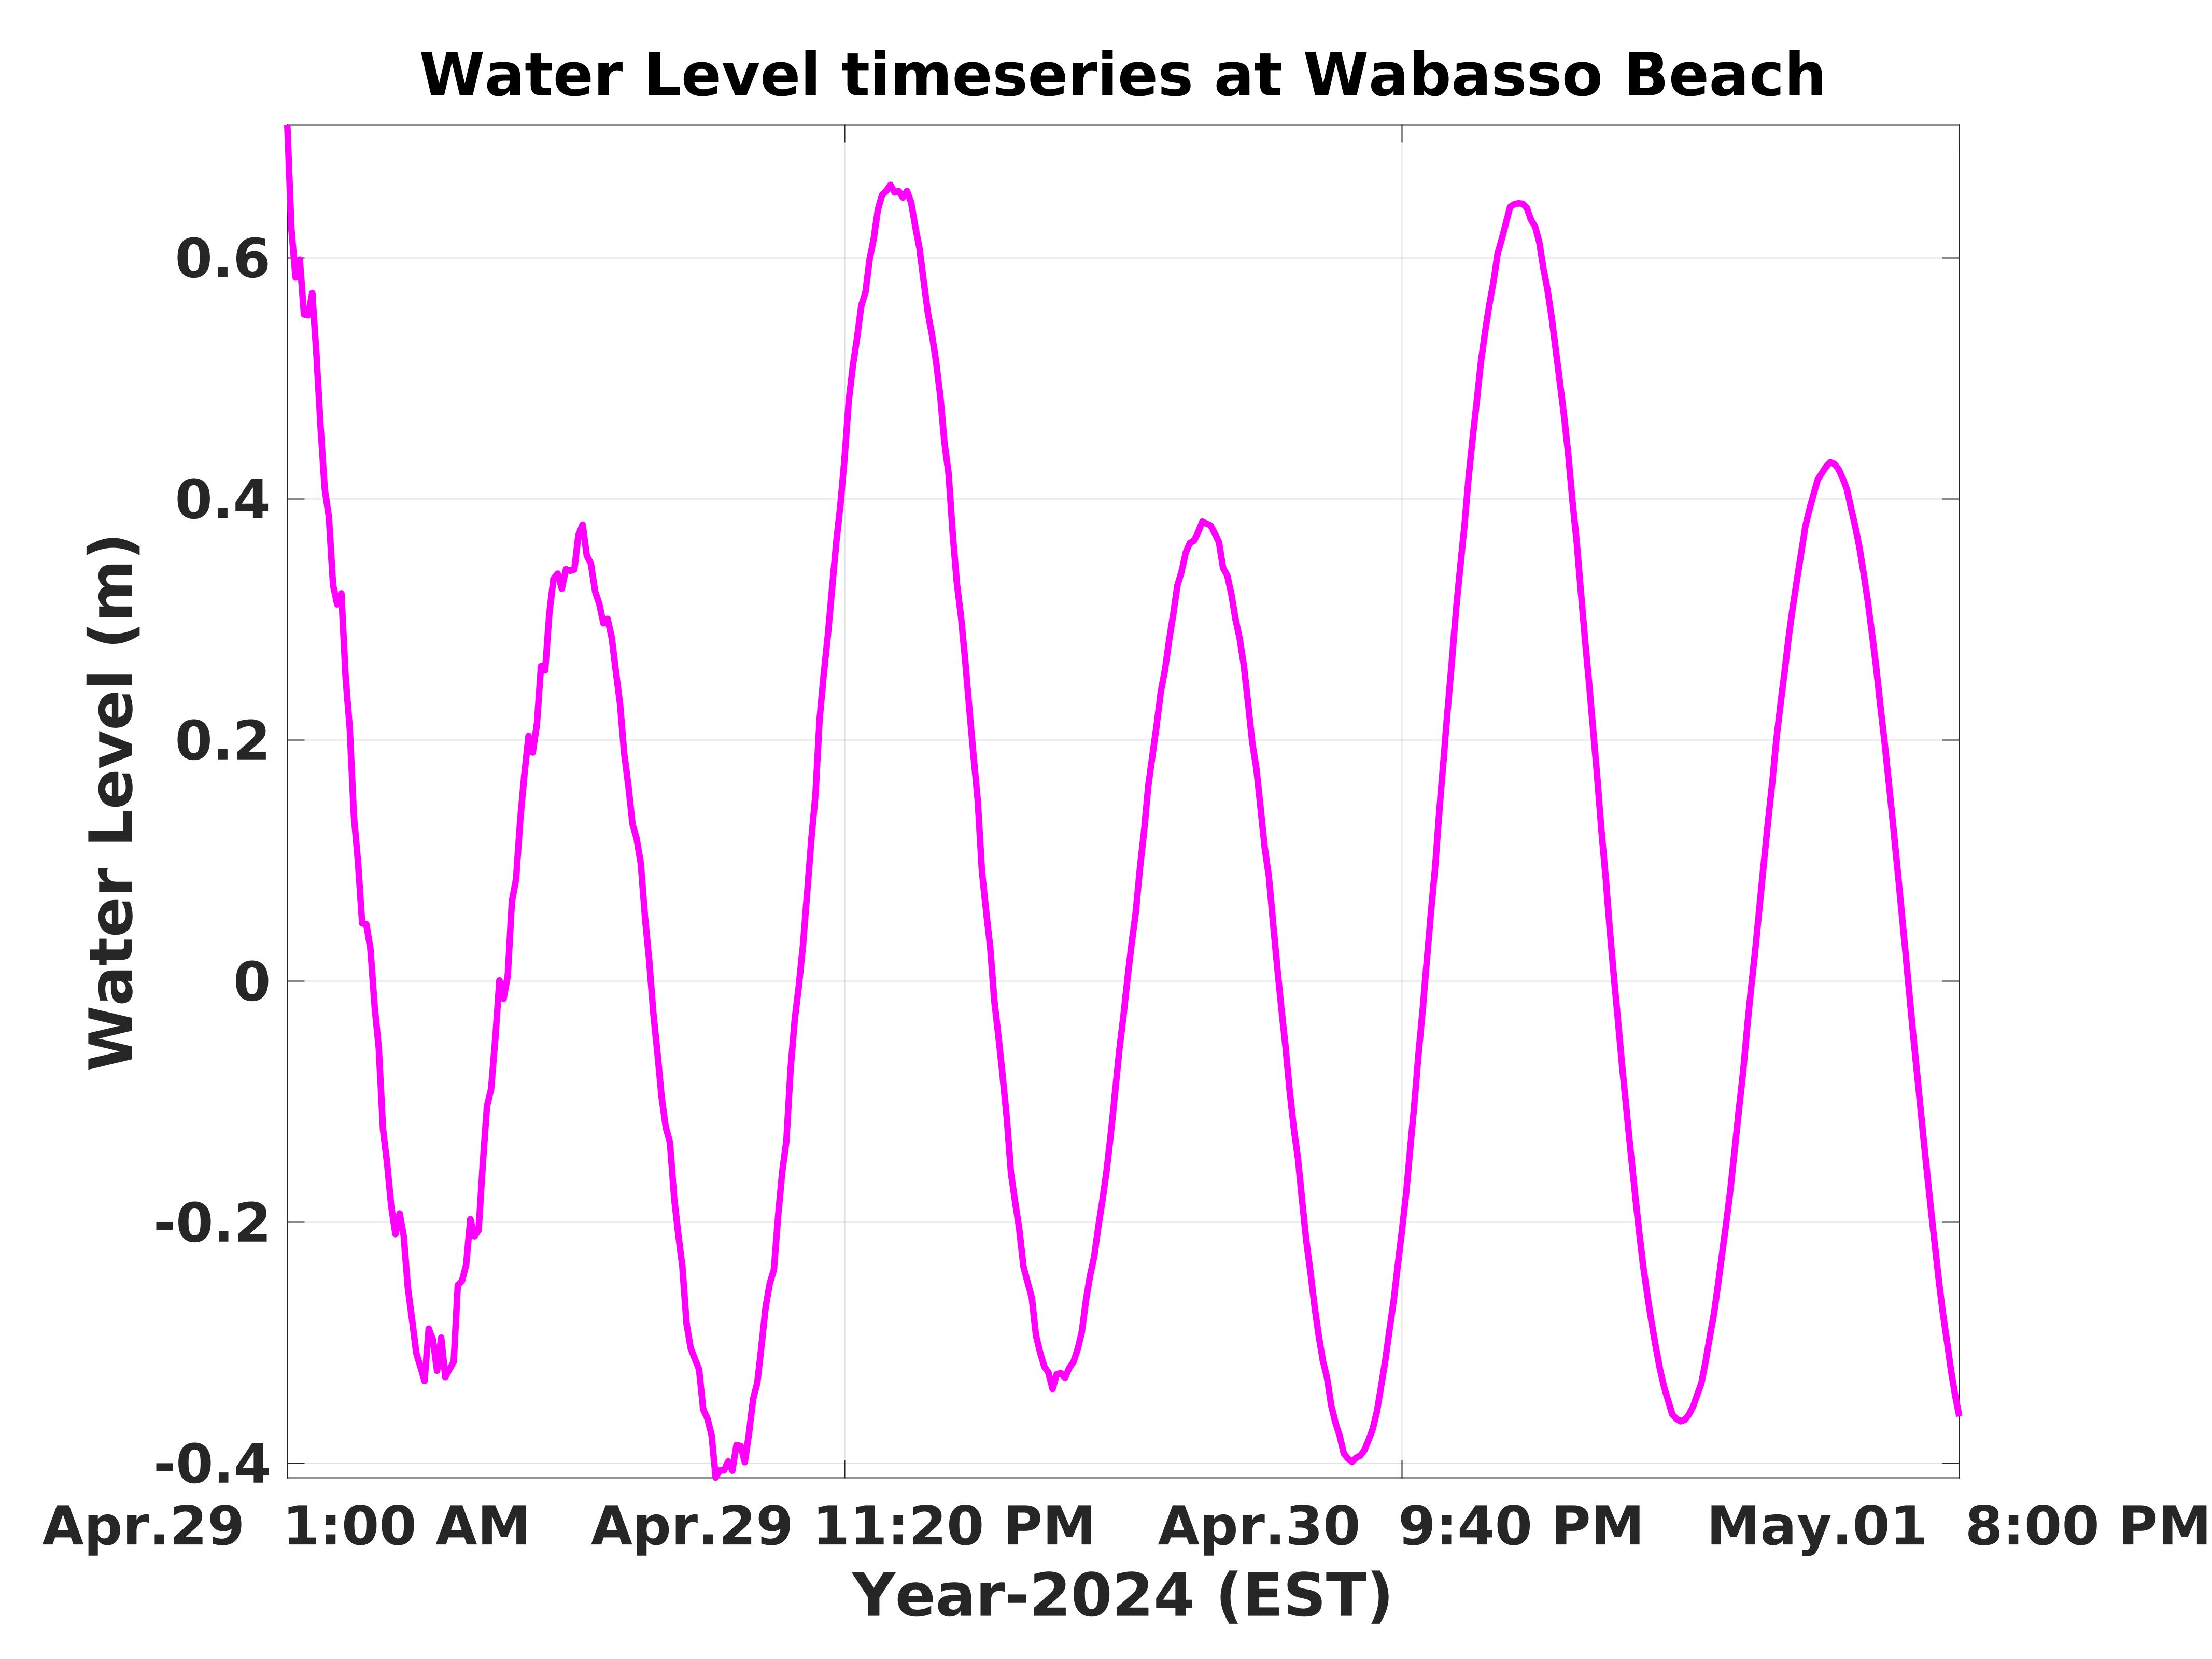 Water Level timeseries at Wabasso Beach
Water Level (m)
0.6
0.4
0.2
0
-0.2
-0.4
Apr.29 1:00 AM
Apr.29 11:20 PM
Apr.30 9:40 PM
May.01 8:00 PM
Year-2024 (EST)